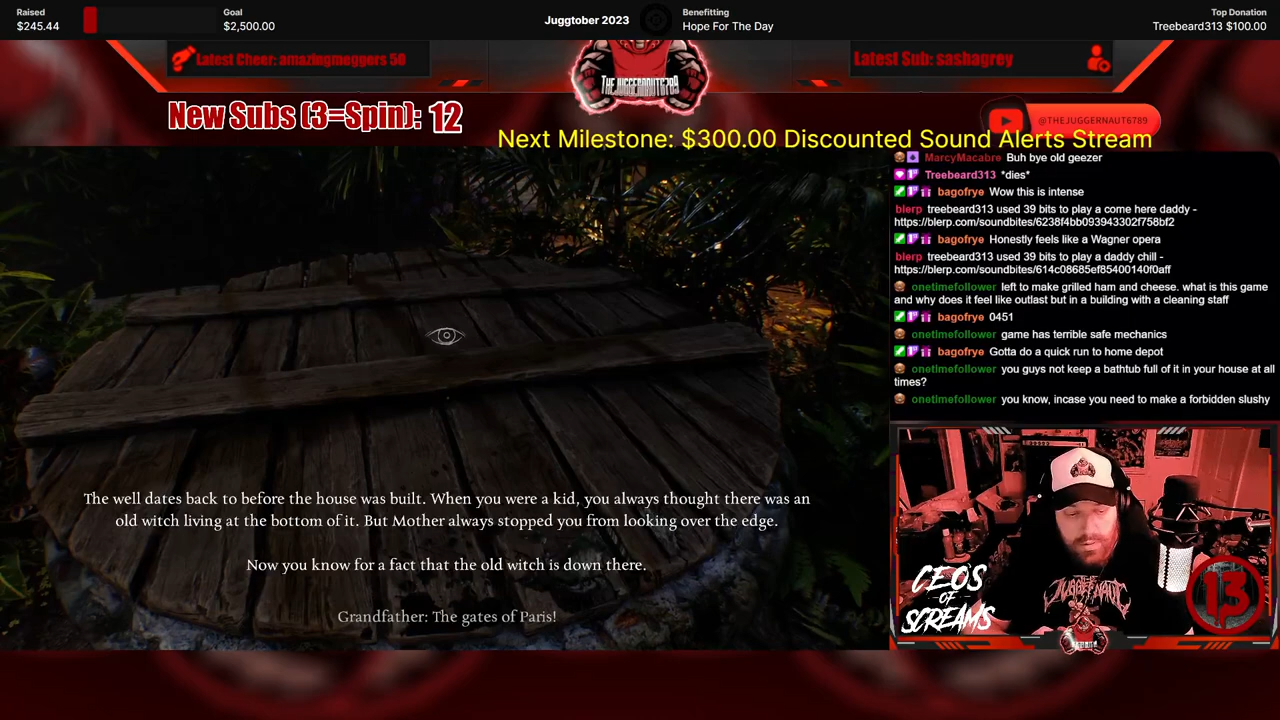 Raised
$245.44
Goal
$2,500.00
Juggtober 2023
Benefitting
Hope For The Day
Top Donation
Treebeard313 $100.00
Latest Cheer: amazingmeggers 50
THEJUGGERNAUT6789
Latest Sub: sashagrey
New Subs (3=Spin): 12
@THEJUGGERNAUT6789
Next Milestone: $300.00 Discounted Sound Alerts Stream
MarcyMacabre Buh bye old geezer
Treebeard313 *dies*
bagofrye Wow this is intense
blerp treebeard313 used 39 bits to play a come here daddy -
https://blerp.com/soundbites/6238f4bb093943302f758bf2
bagofrye Honestly feels like a Wagner opera
blerp treebeard313 used 39 bits to play a daddy chill -
https://blerp.com/soundbites/614c08685ef85400140f0aff
onetimefollower left to make grilled ham and cheese. what is this game
and why does it feel like outlast but in a building with a cleaning staff
bagofrye 0451
onetimefollower game has terrible safe mechanics
bagofrye Gotta do a quick run to home depot
onetimefollower you guys not keep a bathtub full of it in your house at all
times?
onetimefollower you know, incase you need to make a forbidden slushy
The well dates back to before the house was built. When you were a kid, you always thought there was an
old witch living at the bottom of it. But Mother always stopped you from looking over the edge.
Now you know for a fact that the old witch is down there.
Grandfather: The gates of Paris!
CEOS
OF
SCREAMS
THE
JUGGERNAUT
13